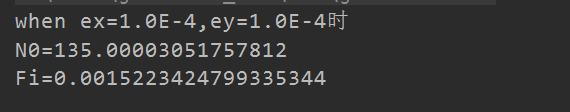 when ex=1.0E-4,ey=1.0E-4时
N0=135.00003051757812
Fi=0.0015223424799335344